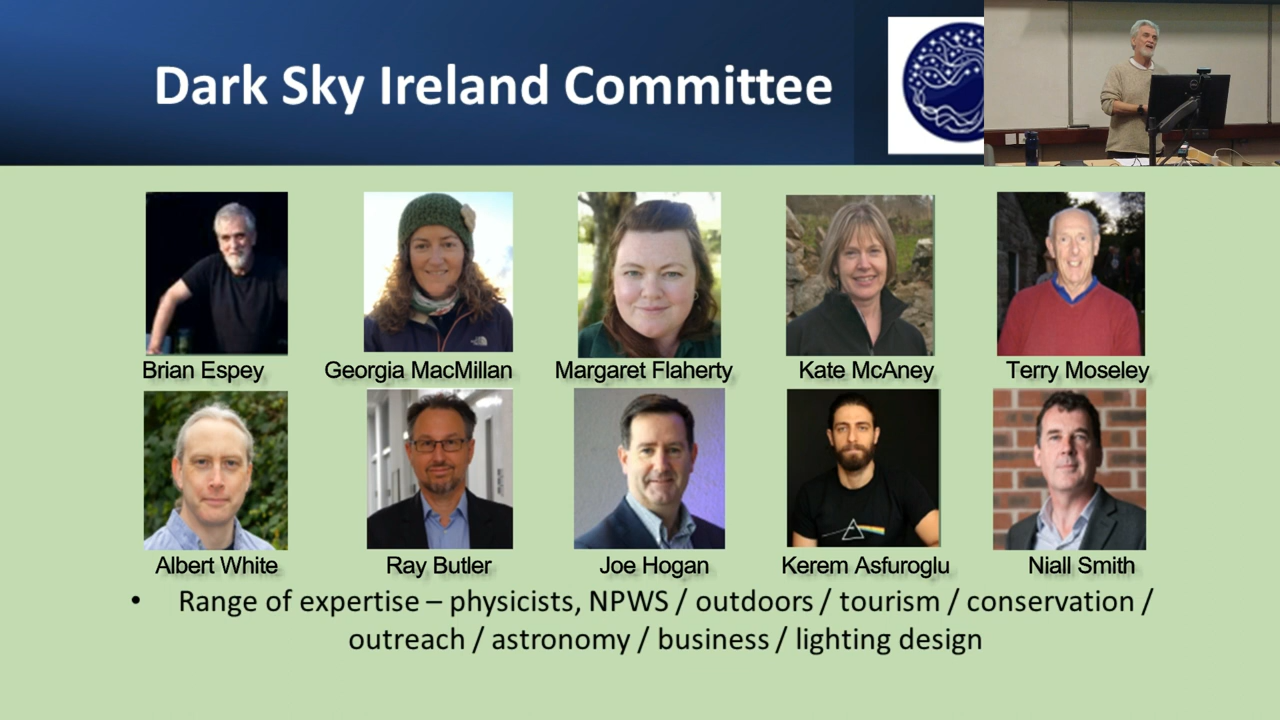 Dark Sky Ireland Committee
Brian Espey
Georgia MacMillan
Margaret Flaherty
Kate McAney
Terry Moseley
Albert White
Ray Butler
Joe Hogan
Kerem Asfuroglu
Niall Smith
• Range of expertise – physicists, NPWS / outdoors / tourism / conservation /
outreach / astronomy / business / lighting design